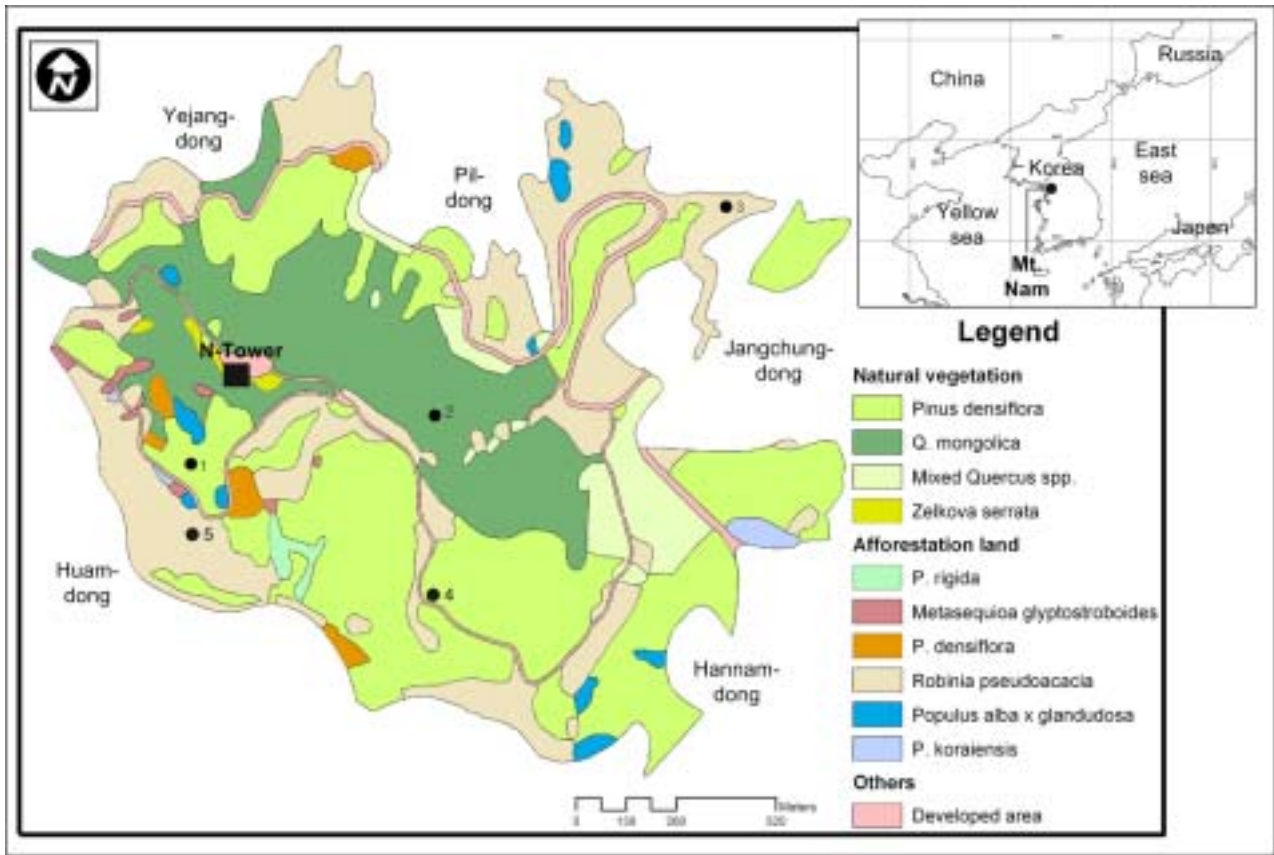 N
Yejang-
dong
Pil-
dong
3
N-Tower
2
1
5
4
Huam-
dong
Jangchung-
dong
Hannam-
dong
China
Russia
Korea
East
sea
Yellow
sea
Japan
Mt.
Nam
Legend
Natural vegetation
Pinus densiflora
Q. mongolica
Mixed Quercus spp.
Zelkova serrata
Afforestation land
P. rigida
Metasequioa glyptostroboides
P. densiflora
Robinia pseudoacacia
Populus alba x glandudosa
P. koraiensis
Others
Developed area
Meters
0 130 260 520